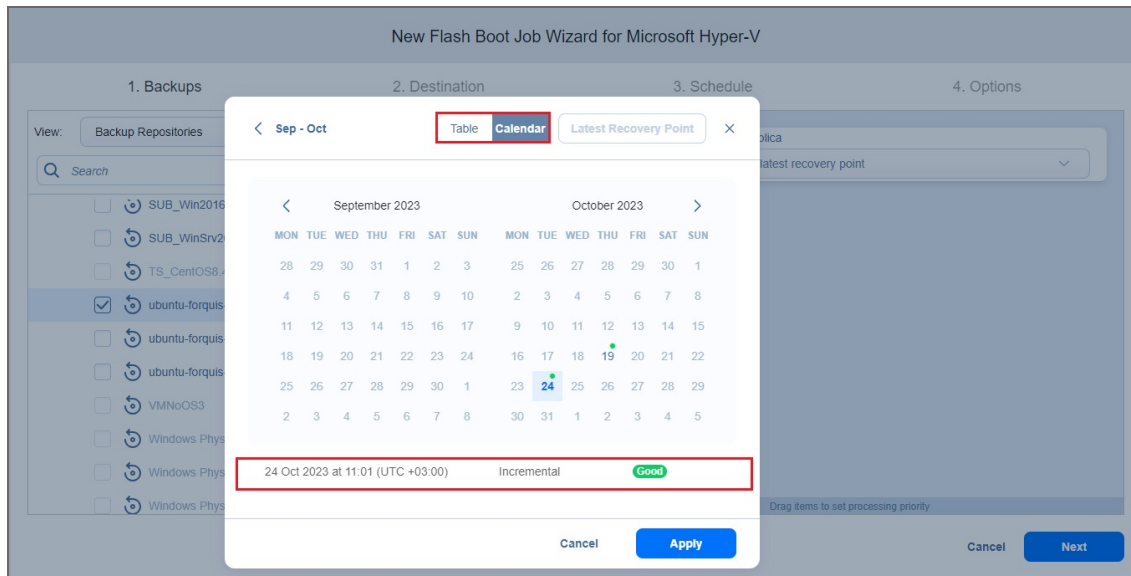 New Flash Boot Job Wizard for Microsoft Hyper-V
1. Backups 2. Destination 3. Schedule 4. Options
View: Backup Repositories
Search
SUB_Win2016
SUB_WinSrv2
TS_CentOS8.
ubuntu-forquis
ubuntu-forquis
ubuntu-forquis
VMNoOS3
Windows Phys
Windows Phys
Windows Phys
Sep - Oct Table Calendar Latest Recovery Point
September 2023
MON TUE WED THU FRI SAT SUN
28 29 30 31 1 2 3
4 5 6 7 8 9 10
11 12 13 14 15 16 17
18 19 20 21 22 23 24
25 26 27 28 29 30 1
2 3 4 5 6 7 8
October 2023
MON TUE WED THU FRI SAT SUN
25 26 27 28 29 30 1
2 3 4 5 6 7 8
9 10 11 12 13 14 15
16 17 18 19 20 21 22
23 24 25 26 27 28 29
30 31 1 2 3 4 5
24 Oct 2023 at 11:01 (UTC +03:00) Incremental Good
Cancel Apply
plica
latest recovery point
Drag items to set processing priority
Cancel Next